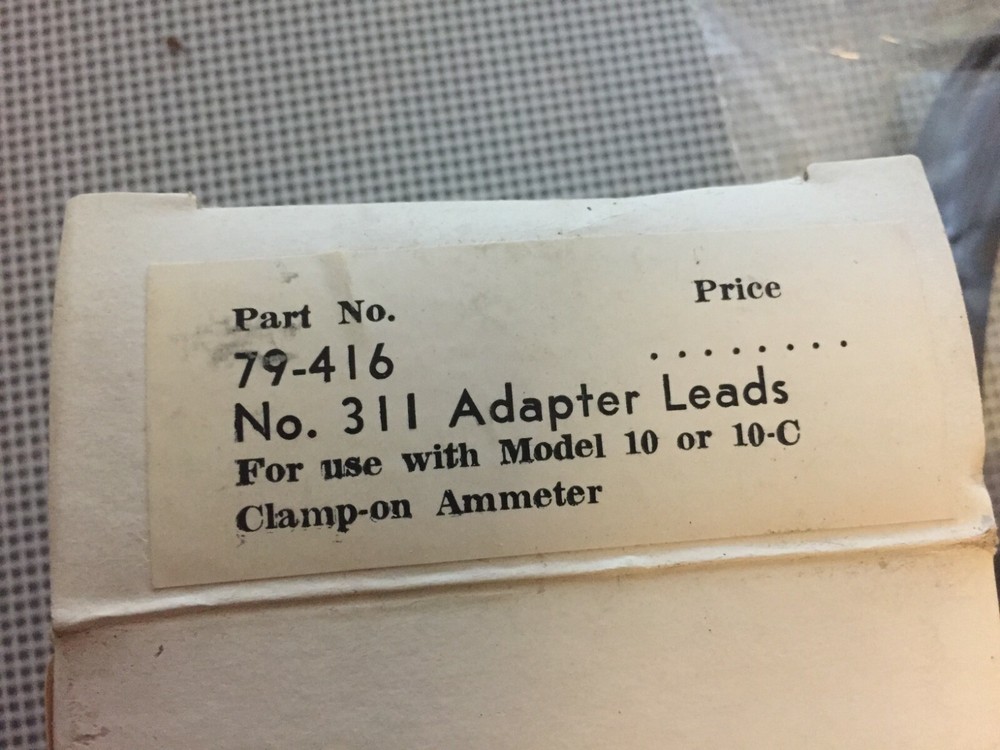 Part No. Price
79-416 ........
No. 311 Adapter Leads
For use with Model 10 or 10-C
Clamp-on Ammeter